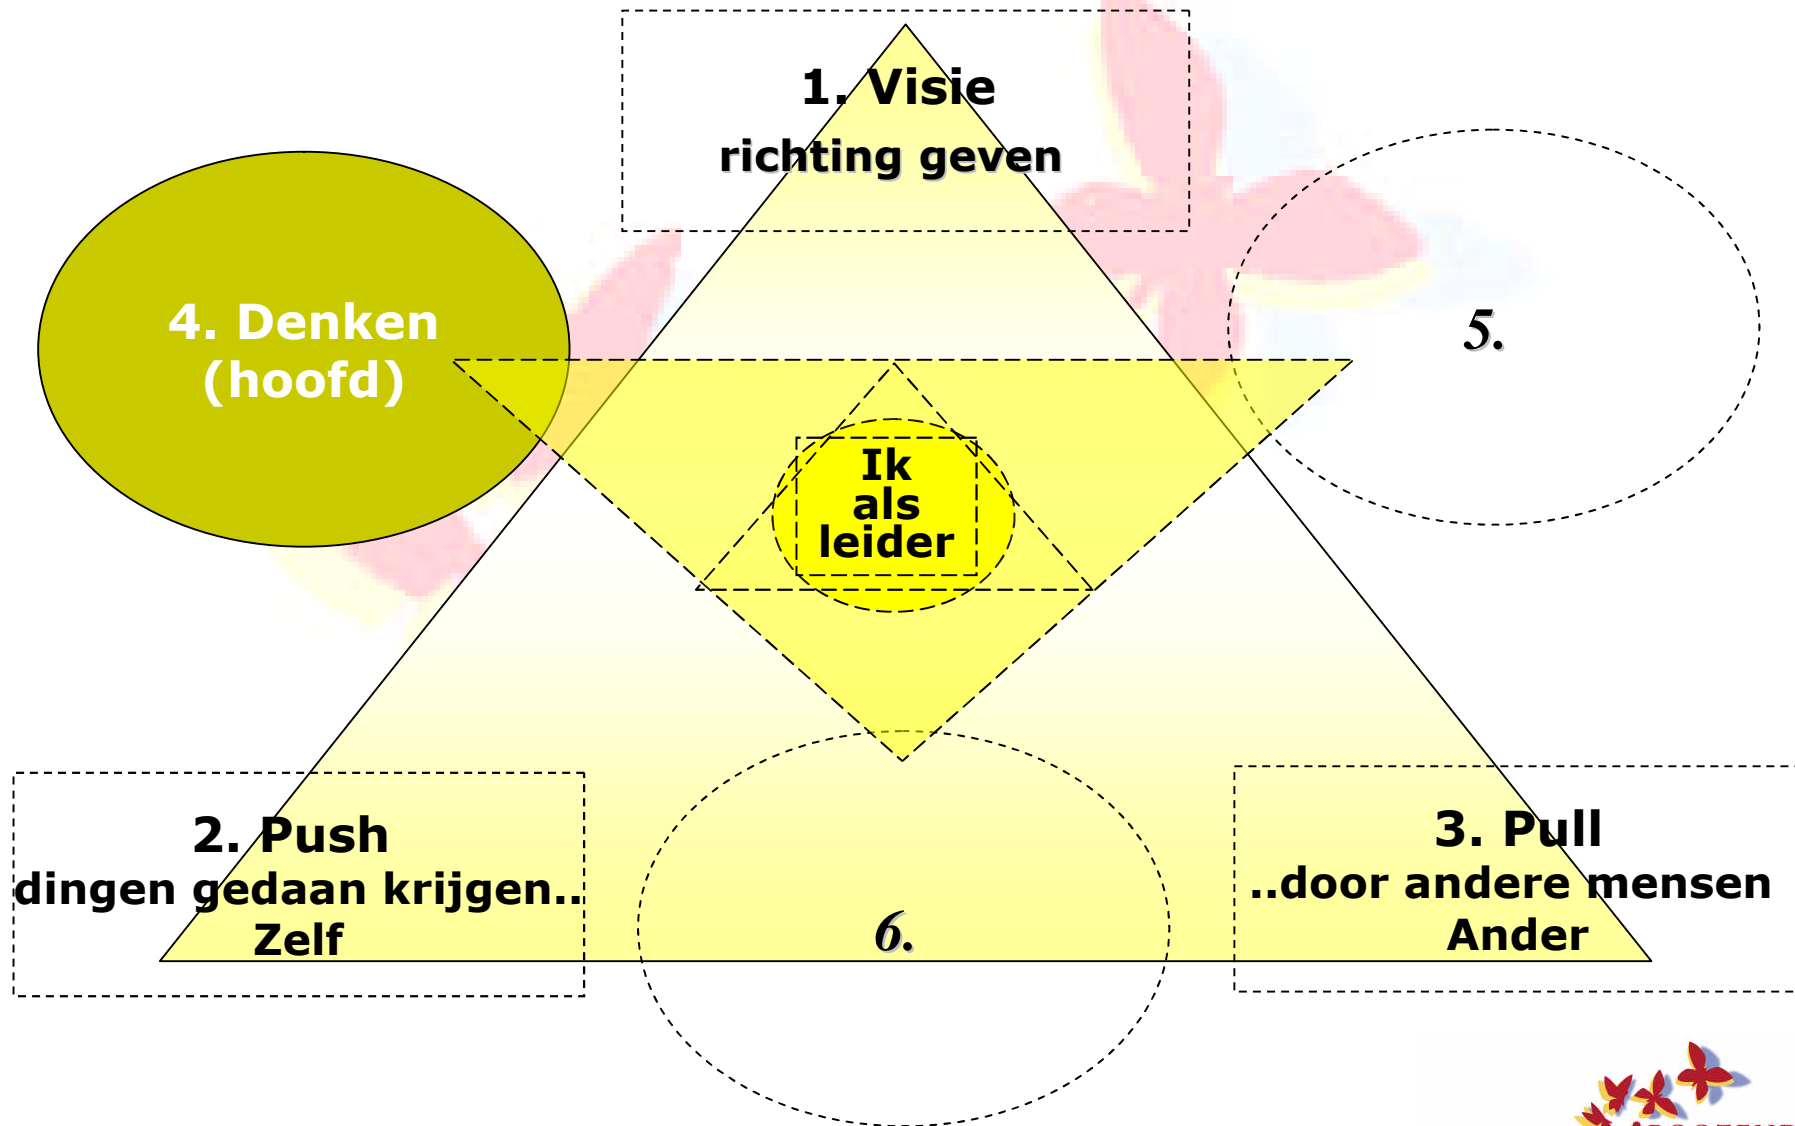 1. Visie
richting geven
4. Denken
(hoofd)
5.
Ik
als
leider
2. Push
dingen gedaan krijgen..
Zelf
3. Pull
..door andere mensen
Ander
6.